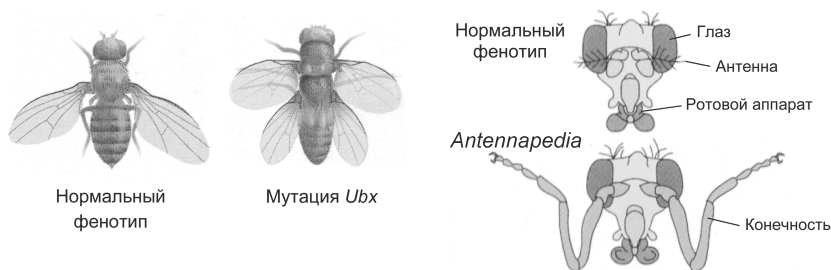 Нормальный
фенотип
Мутация Ubx
Нормальный
фенотип
Глаз
Антенна
Ротовой аппарат
Antennapedia
Конечность